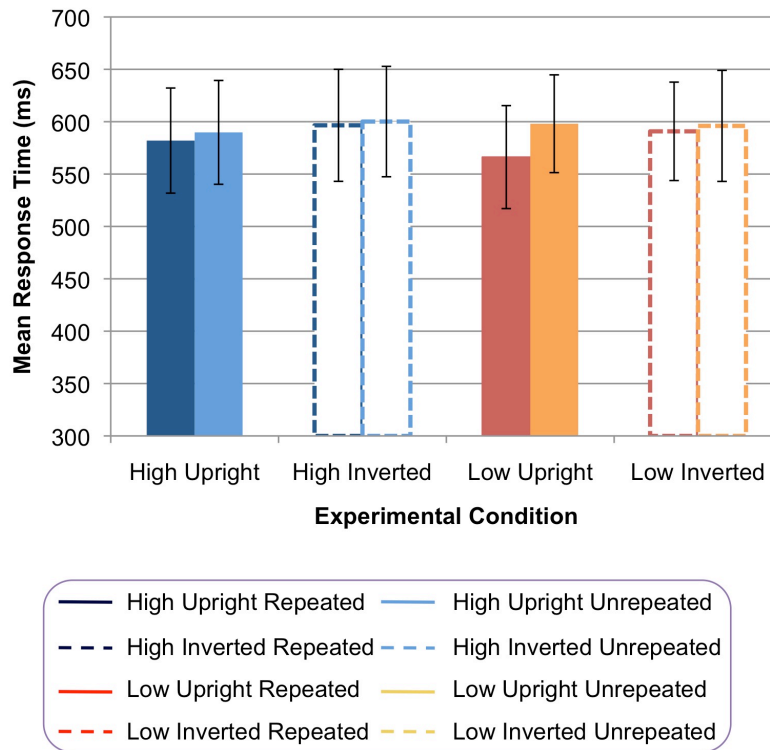 700
650
600
550
500
450
400
350
300
Mean Response Time (ms)
High Upright High Inverted Low Upright Low Inverted
Experimental Condition
High Upright Repeated High Upright Unrepeated
High Inverted Repeated High Inverted Unrepeated
Low Upright Repeated Low Upright Unrepeated
Low Inverted Repeated Low Inverted Unrepeated